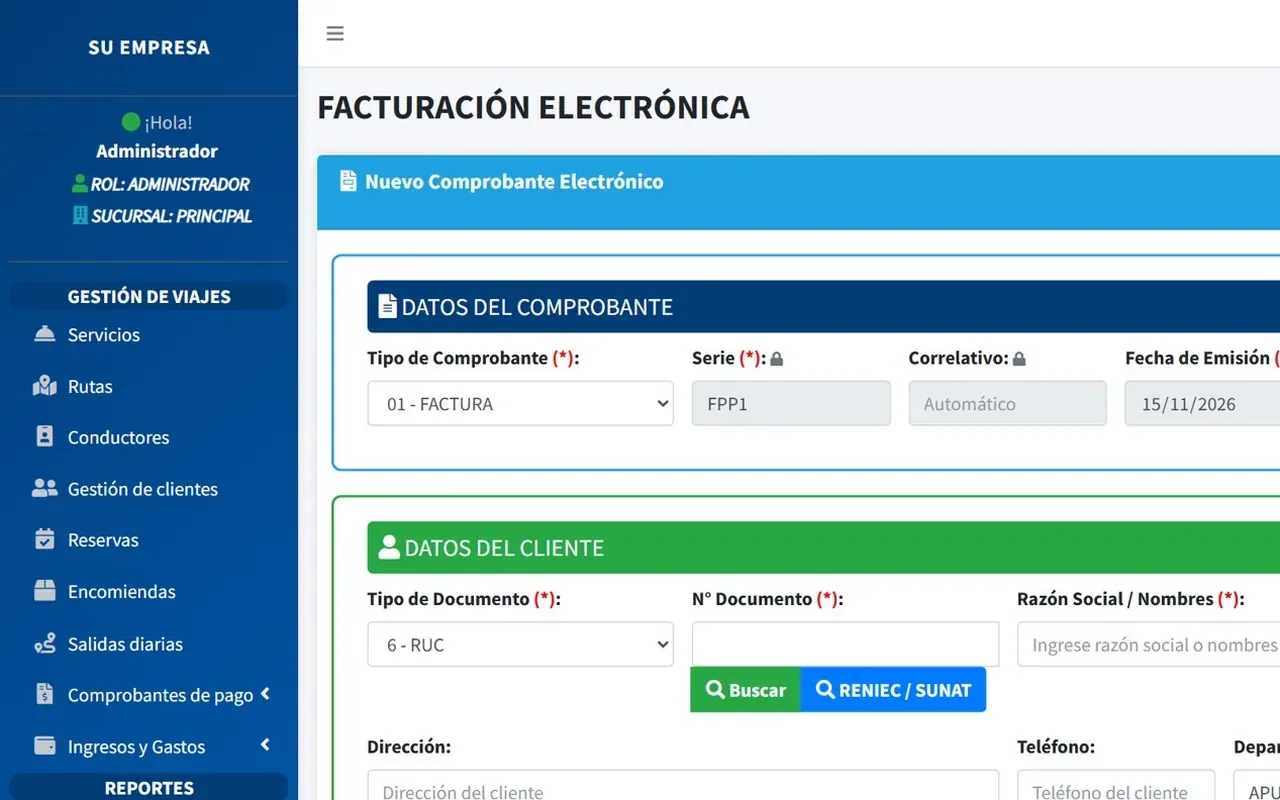 SU EMPRESA
¡Hola!
Administrador
ROL: ADMINISTRADOR
SUCURSAL: PRINCIPAL
GESTIÓN DE VIAJES
Servicios
Rutas
Conductores
Gestión de clientes
Reservas
Encomiendas
Salidas diarias
Comprobantes de pago
Ingresos y Gastos
REPORTES
FACTURACIÓN ELECTRÓNICA
Nuevo Comprobante Electrónico
DATOS DEL COMPROBANTE
Tipo de Comprobante (*): Serie (*): Correlativo: Fecha de Emisión (
01 - FACTURA FPP1 Automático 15/11/2026
DATOS DEL CLIENTE
Tipo de Documento (*): N° Documento (*): Razón Social / Nombres (*):
6 - RUC Ingrese razón social o nombres
Buscar RENIEC / SUNAT
Dirección: Teléfono: Depar
Dirección del cliente Teléfono del cliente APU